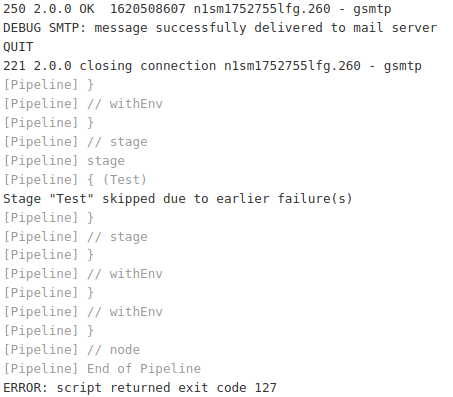 250 2.0.0 OK  1620508607 n1sm1752755lfg.260 - gsmtp
DEBUG SMTP: message successfully delivered to mail server
QUIT
221 2.0.0 closing connection n1sm1752755lfg.260 - gsmtp
[Pipeline] }
[Pipeline] // withEnv
[Pipeline] }
[Pipeline] // stage
[Pipeline] stage
[Pipeline] { (Test)
Stage "Test" skipped due to earlier failure(s)
[Pipeline] }
[Pipeline] // stage
[Pipeline] }
[Pipeline] // withEnv
[Pipeline] }
[Pipeline] // withEnv
[Pipeline] }
[Pipeline] // node
[Pipeline] End of Pipeline
ERROR: script returned exit code 127